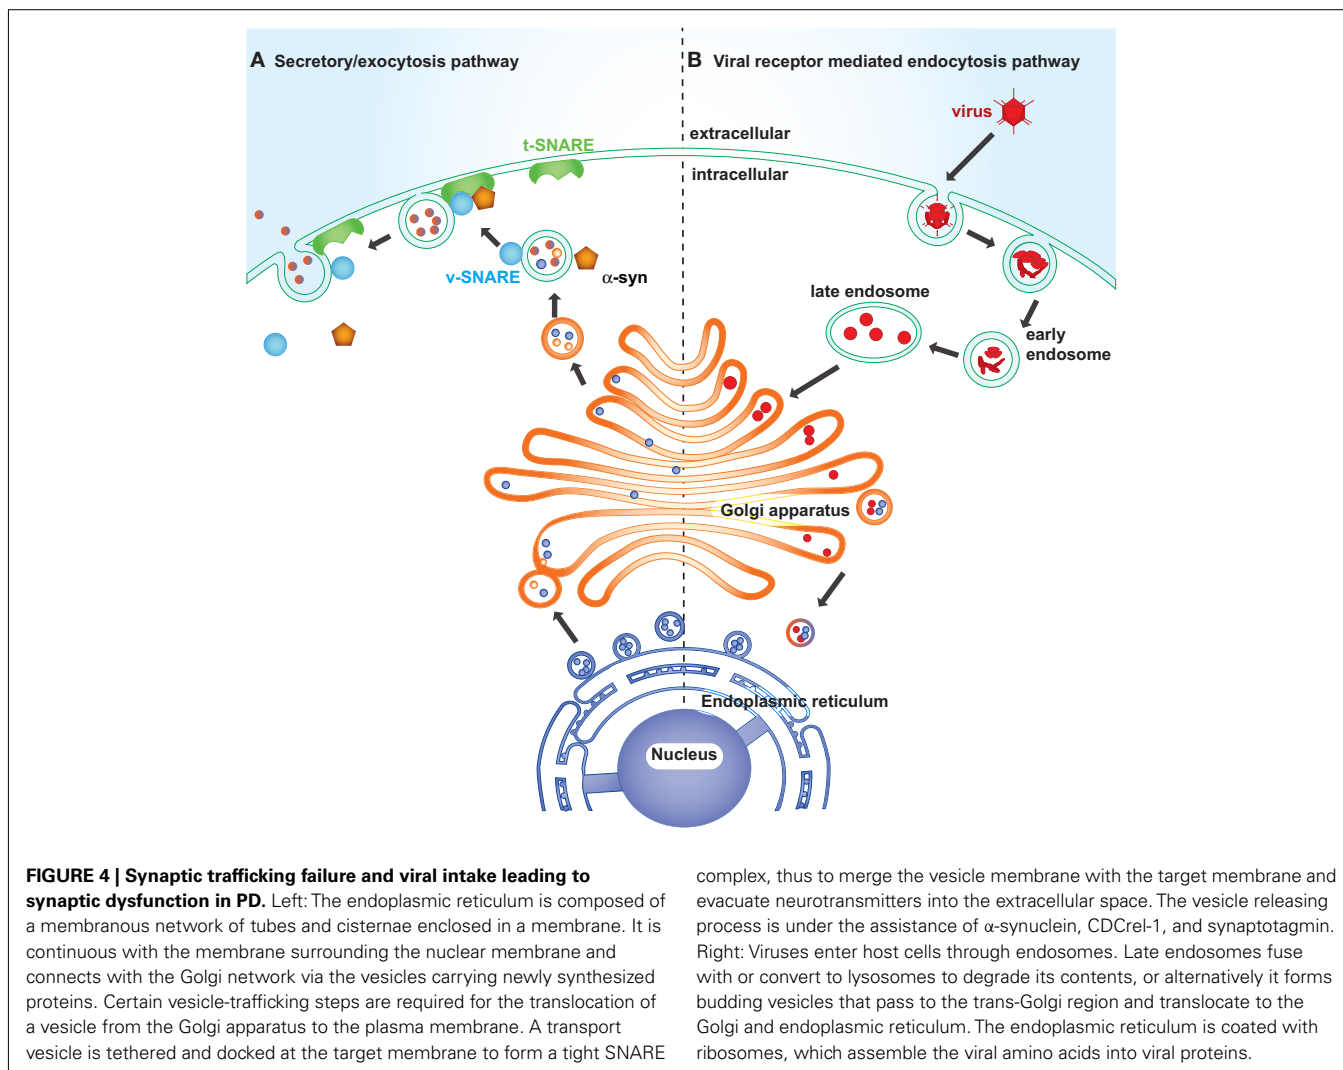 A Secretory/exocytosis pathway
B Viral receptor mediated endocytosis pathway
virus
t-SNARE
extracellular
intracellular
v-SNARE
α-syn
late endosome
early
endosome
Golgi apparatus
Endoplasmic reticulum
Nucleus
FIGURE 4 | Synaptic trafficking failure and viral intake leading to
synaptic dysfunction in PD. Left: The endoplasmic reticulum is composed of
a membranous network of tubes and cisternae enclosed in a membrane. It is
continuous with the membrane surrounding the nuclear membrane and
connects with the Golgi network via the vesicles carrying newly synthesized
proteins. Certain vesicle-trafficking steps are required for the translocation of
a vesicle from the Golgi apparatus to the plasma membrane. A transport
vesicle is tethered and docked at the target membrane to form a tight SNARE
complex, thus to merge the vesicle membrane with the target membrane and
evacuate neurotransmitters into the extracellular space. The vesicle releasing
process is under the assistance of α-synuclein, CDCrel-1, and synaptotagmin.
Right: Viruses enter host cells through endosomes. Late endosomes fuse
with or convert to lysosomes to degrade its contents, or alternatively it forms
budding vesicles that pass to the trans-Golgi region and translocate to the
Golgi and endoplasmic reticulum. The endoplasmic reticulum is coated with
ribosomes, which assemble the viral amino acids into viral proteins.